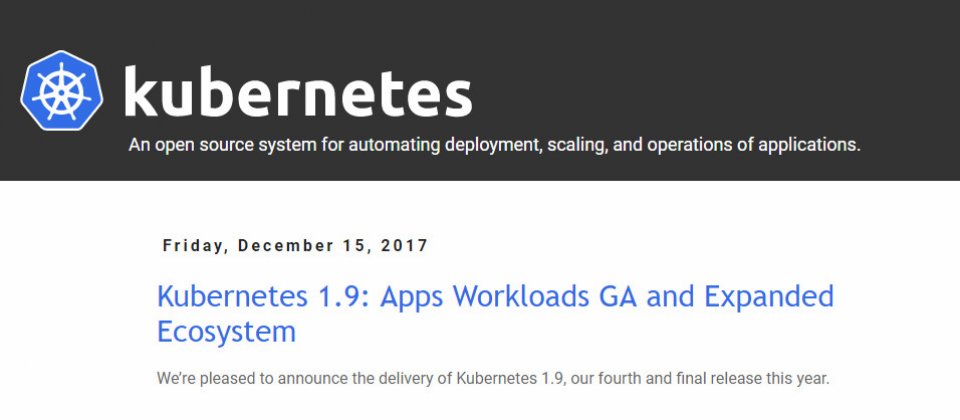 kubernetes
An open source system for automating deployment, scaling, and operations of applications.
Friday, December 15, 2017
Kubernetes 1.9: Apps Workloads GA and Expanded
Ecosystem
We’re pleased to announce the delivery of Kubernetes 1.9, our fourth and final release this year.